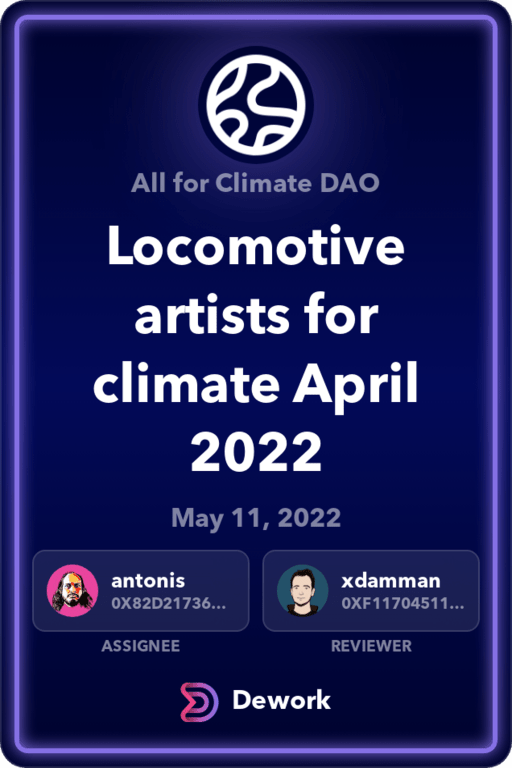 All for Climate DAO
Locomotive
artists for
climate April
2022
May 11, 2022
antonis
0X82D21736...
xdamman
0XF11704511...
ASSIGNEE
REVIEWER
Dework